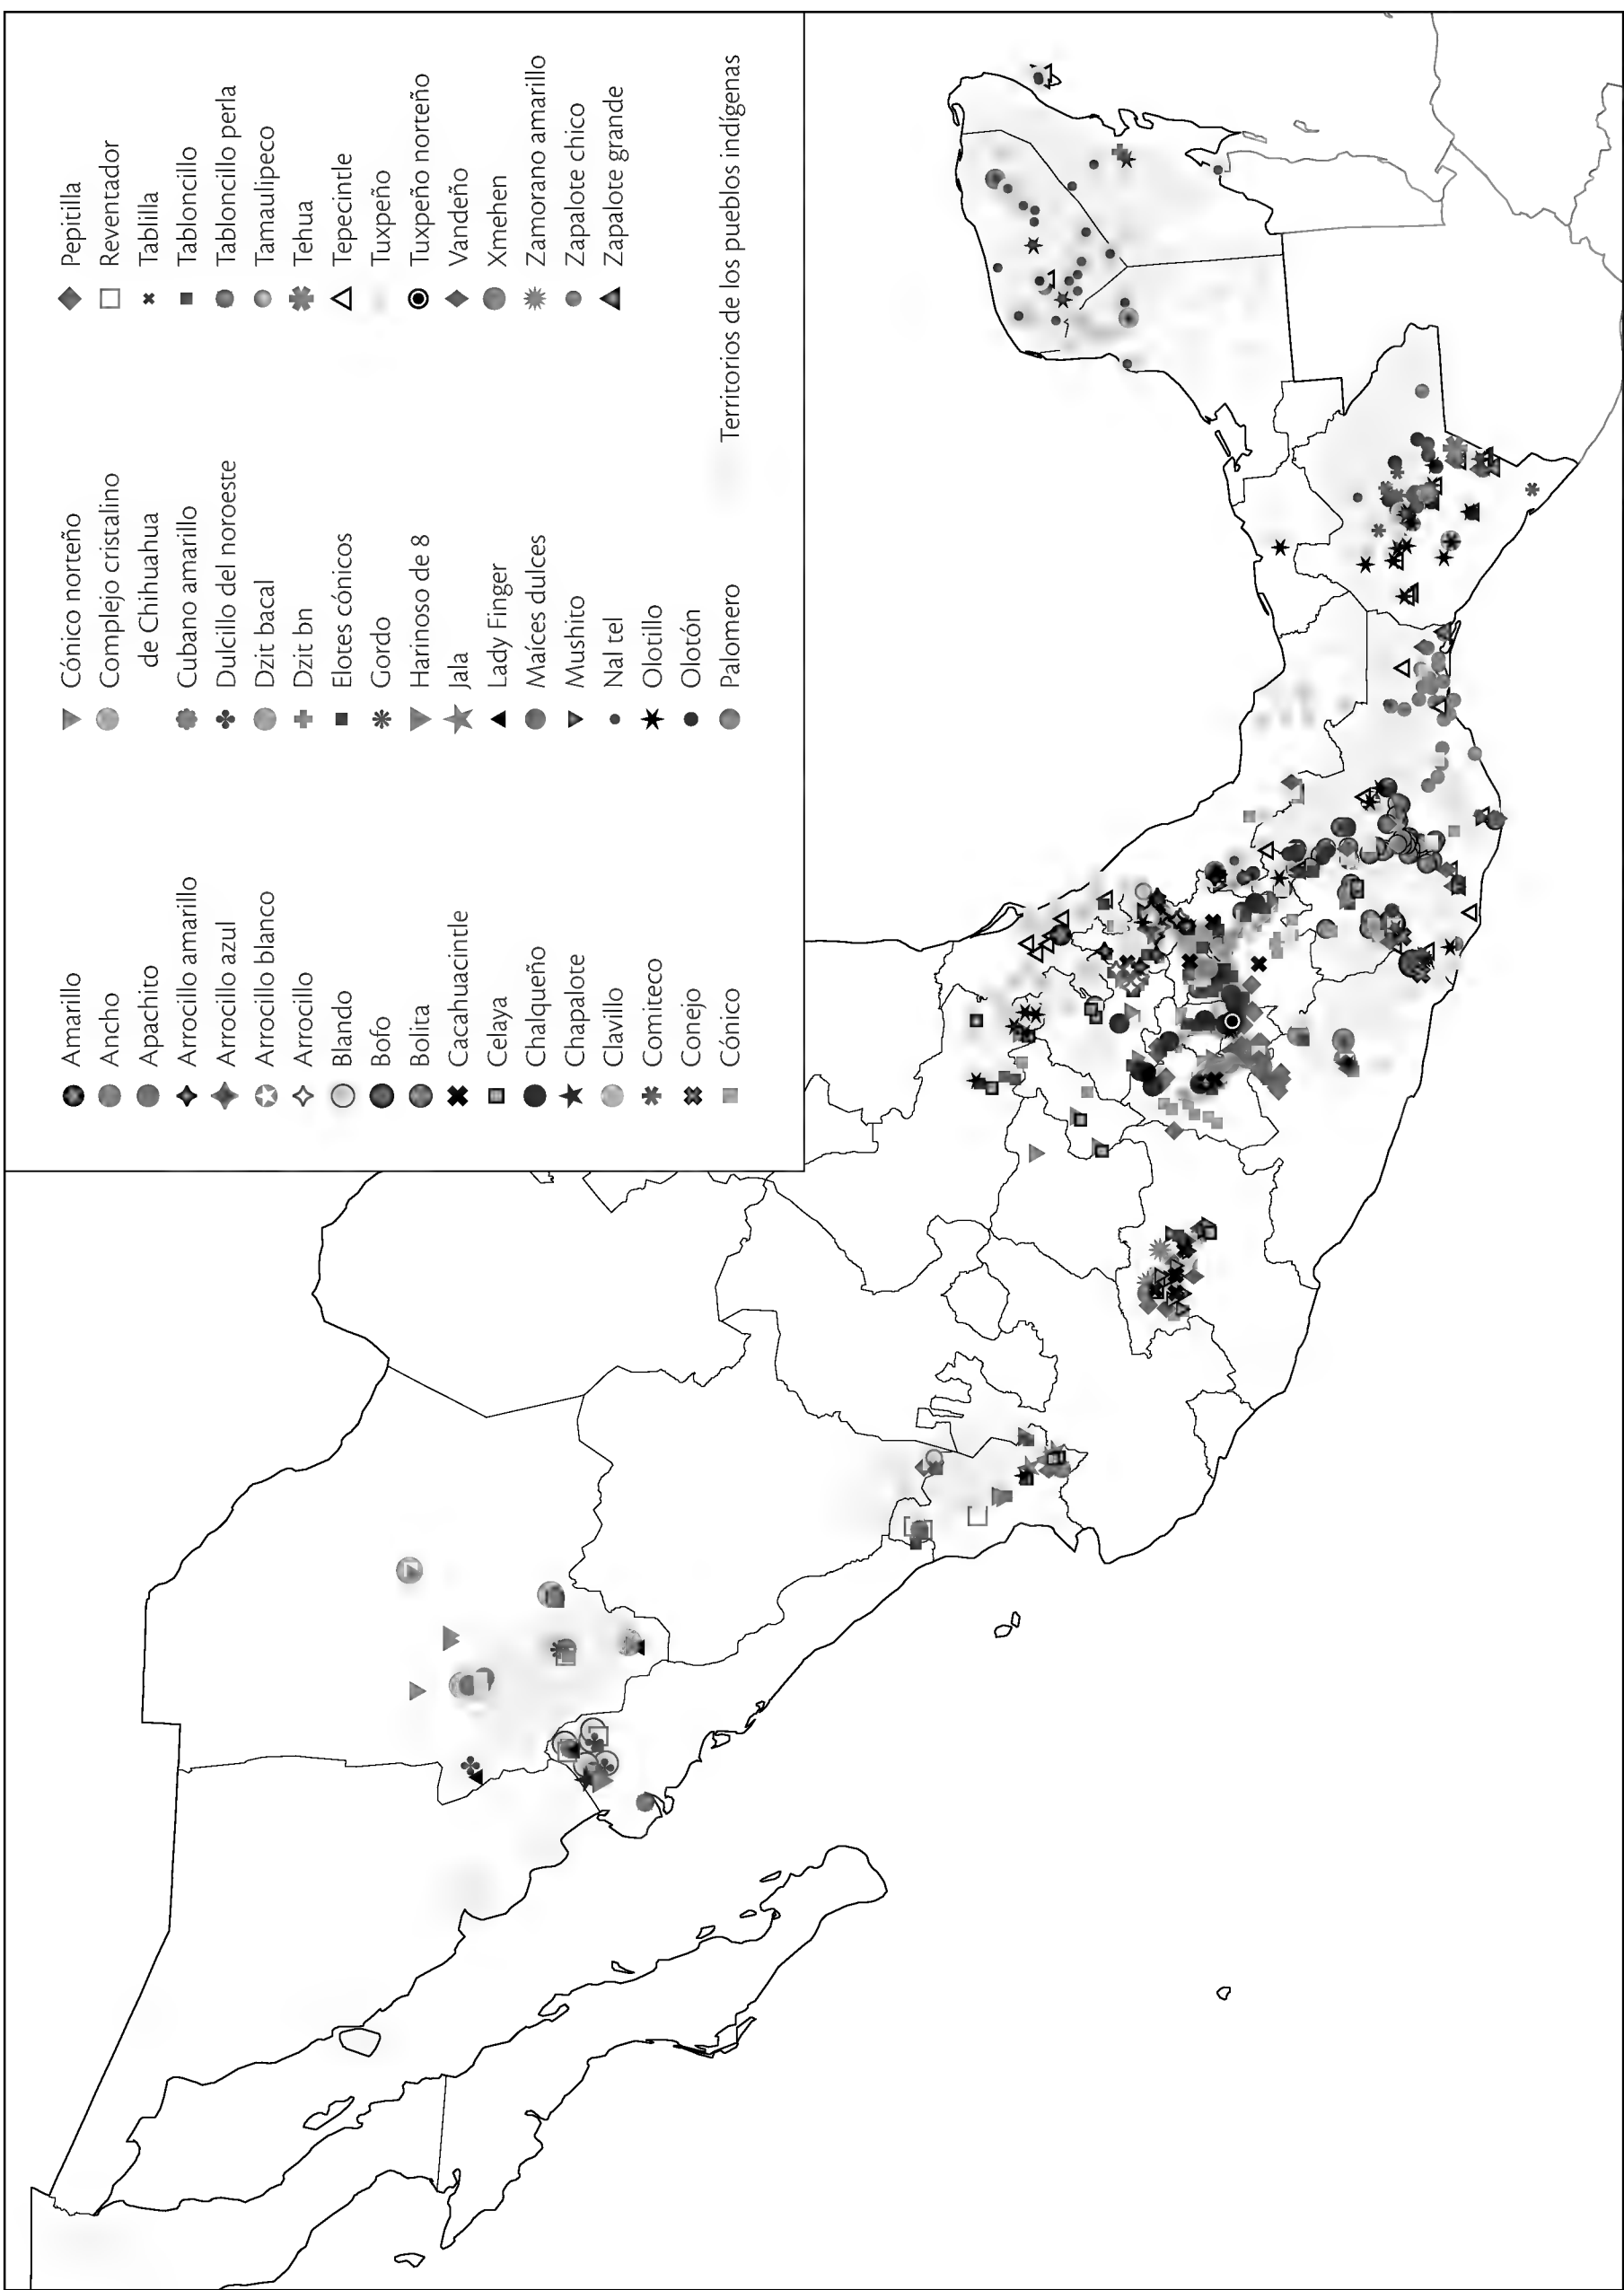 Amarillo
Ancho
Apachito
Arrocillo amarillo
Arrocillo azul
Arrocillo blanco
Arrocillo
Blando
Bofo
Bolita
Cacahuacintle
Celaya
Chalqueño
Chapalote
Clavillo
Comiteco
Conejo
Cónico
Cónico norteño
Complejo cristalino
de Chihuahua
Cubano amarillo
Dulcillo del noroeste
Dzit bacal
Dzit bn
Elotes cónicos
Gordo
Harinoso de 8
Jala
Lady Finger
Maíces dulces
Mushito
Nal tel
Olotillo
Olotón
Palomero
Pepitilla
Reventador
Tablilla
Tabloncillo
Tabloncillo perla
Tamaulipeco
Tehua
Tepecintle
Tuxpeño
Tuxpeño norteño
Vandeño
Xmehen
Zamorano amarillo
Zapalote chico
Zapalote grande
Territorios de los pueblos indígenas